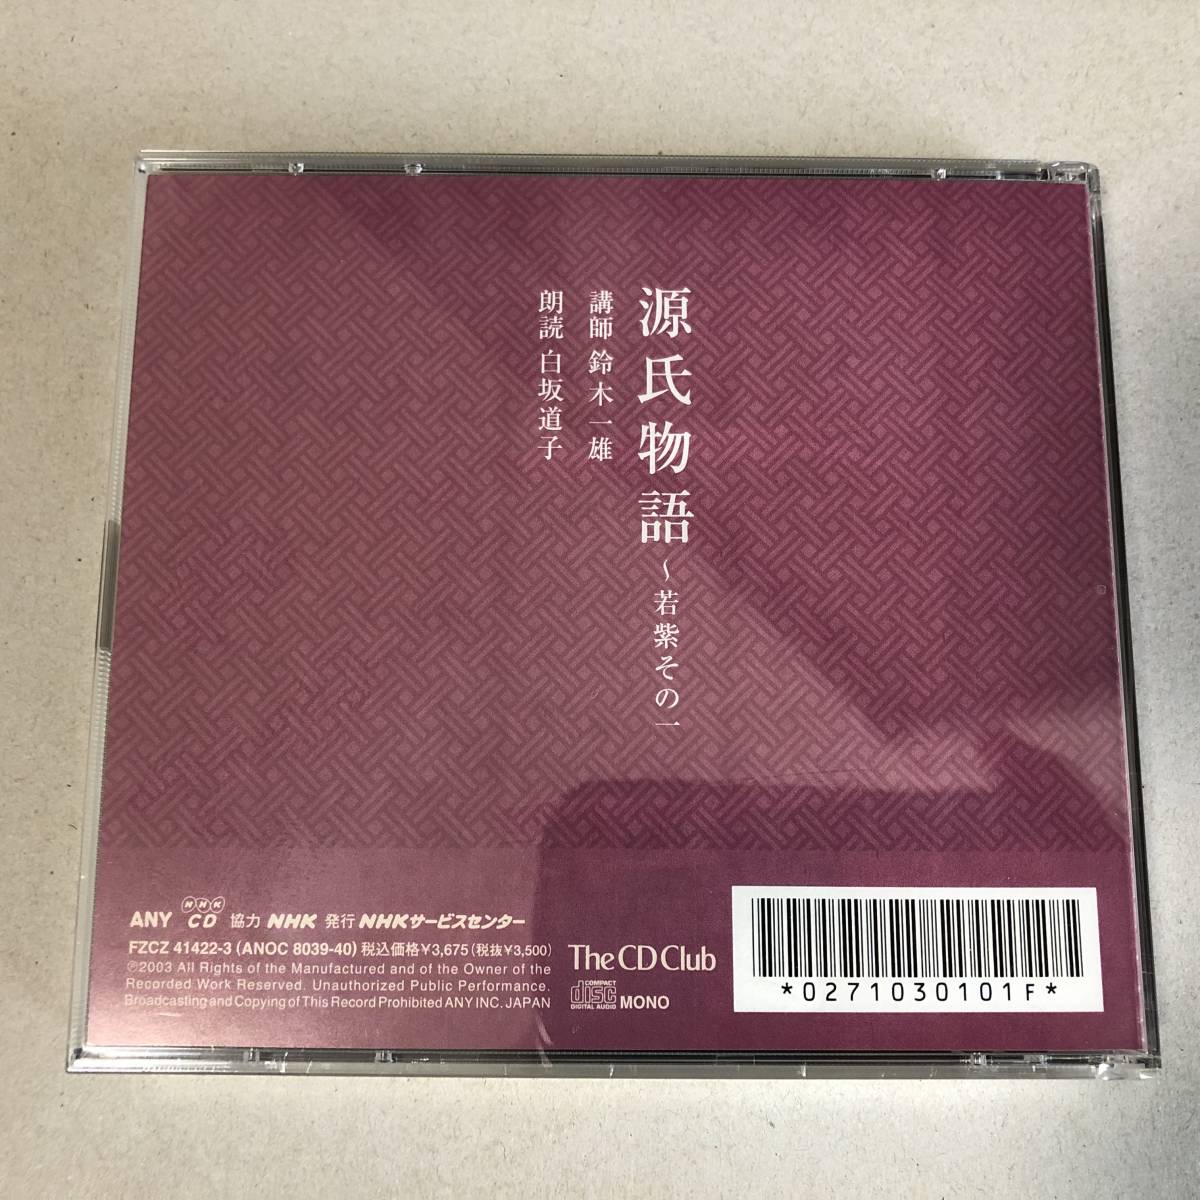 源氏物語～若紫その一
講師 鈴木一雄
朗読 白坂道子
ANY NHK CD 協力 NHK 発行 NHKサービスセンター
FZCZ 41422-3 (ANOC 8039-40) 税込価格¥3,675 (税抜¥3,500)
Ⓟ2003 All Rights of the Manufactured and of the Owner of the
Recorded Work Reserved. Unauthorized Public Performance.
Broadcasting and Copying of This Record Prohibited ANY INC. JAPAN
The CD Club
COMPACT disc DIGITAL AUDIO MONO
*0271030101F*